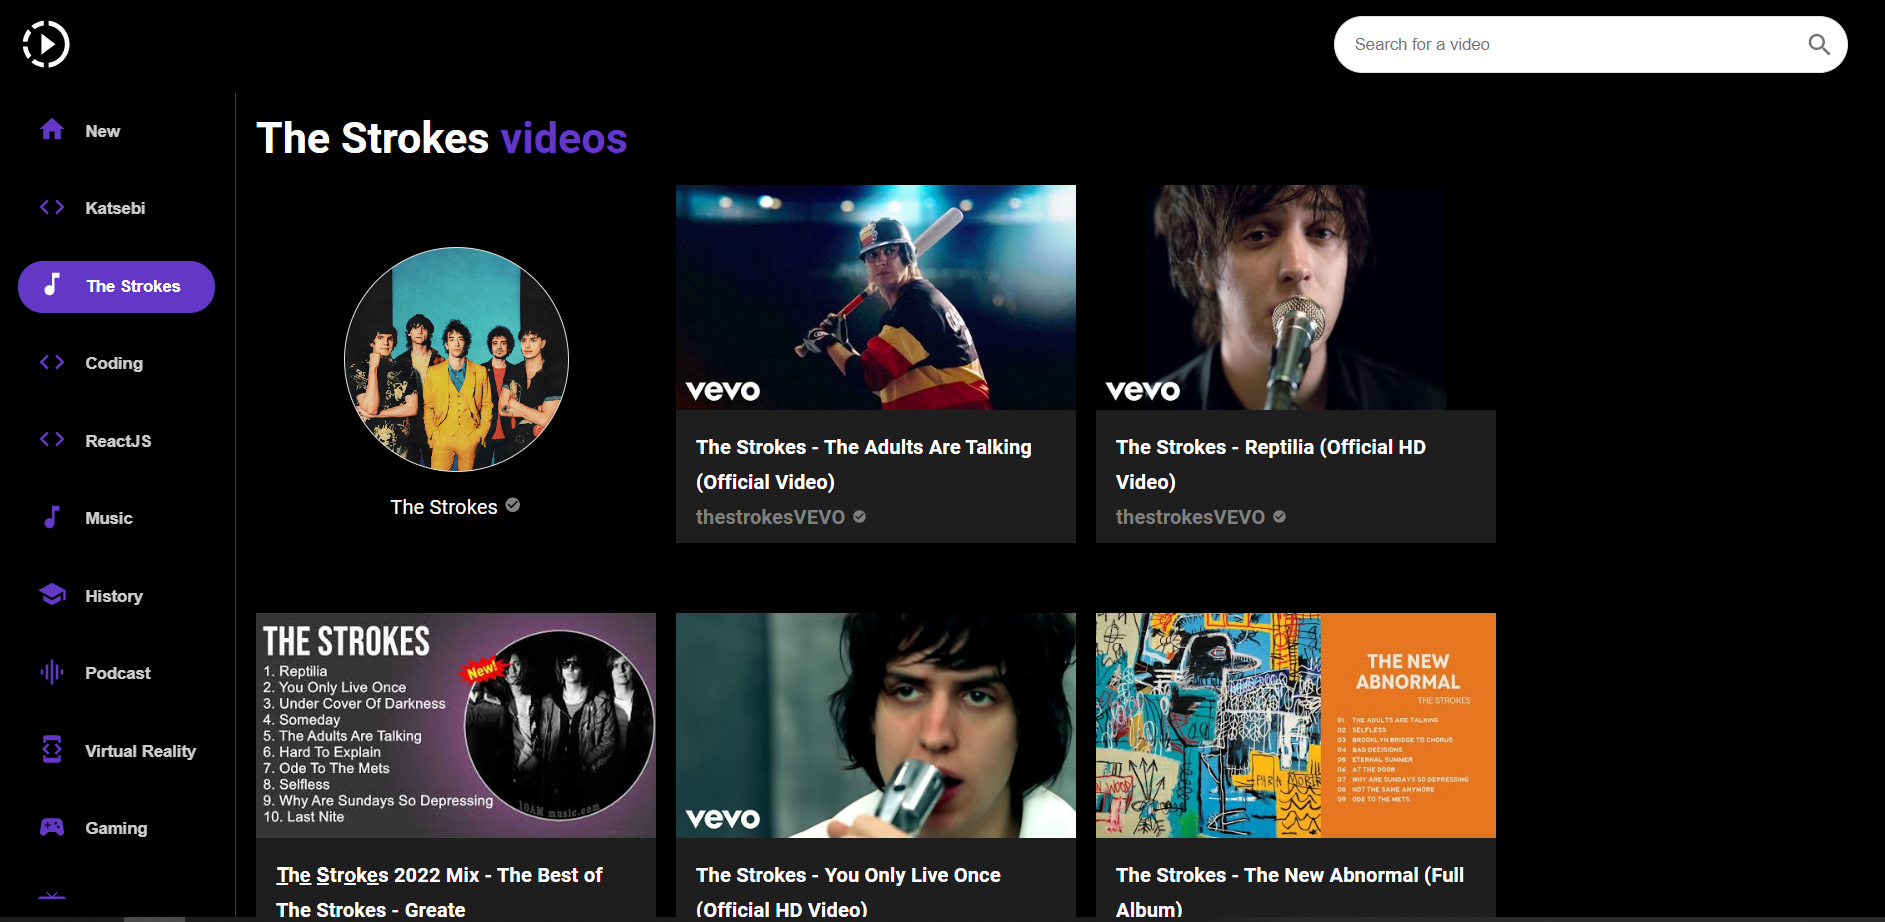 Search for a video
New
Katsebi
The Strokes
Coding
ReactJS
Music
History
Podcast
Virtual Reality
Gaming
The Strokes videos
The Strokes
vevo
The Strokes - The Adults Are Talking
(Official Video)
thestrokesVEVO
vevo
The Strokes - Reptilia (Official HD
Video)
thestrokesVEVO
THE STROKES
New!
1. Reptilia
2. You Only Live Once
3. Under Cover Of Darkness
4. Someday
5. The Adults Are Talking
6. Hard To Explain
7. Ode To The Mets
8. Selfless
9. Why Are Sundays So Depressing
10. Last Nite
10AM music.com
T̲h̲e̲ S̲t̲r̲o̲k̲e̲s 2022 Mix - The Best of
The Strokes - Greate
vevo
The Strokes - You Only Live Once
(Official HD Video)
THE NEW
ABNORMAL
THE STROKES
01 THE ADULTS ARE TALKING
02 SELFLESS
03 BROOKLYN BRIDGE TO CHORUS
04 BAD DECISIONS
05 ETERNAL SUMMER
06 AT THE DOOR
07 WHY ARE SUNDAYS SO DEPRESSING
08 NOT THE SAME ANYMORE
09 ODE TO THE METS
The Strokes - The New Abnormal (Full
Album)